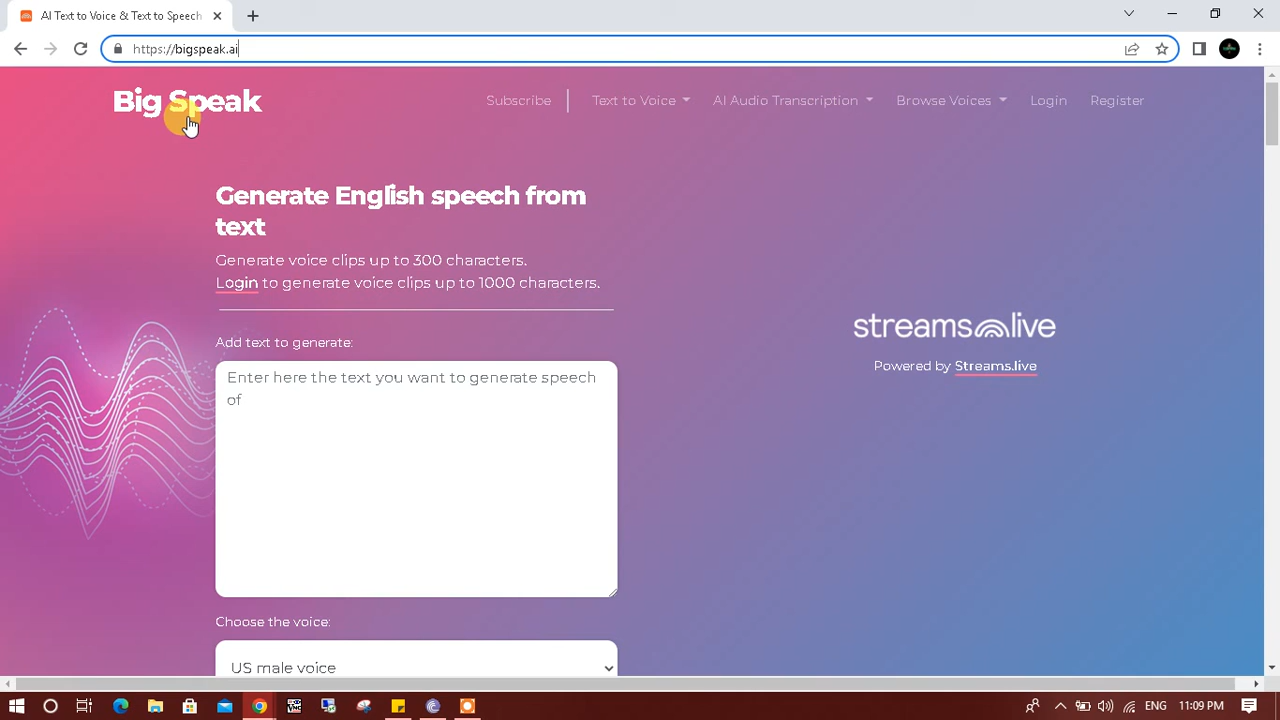 AI Text to Voice & Text to Speech
https://bigspeak.ai
Big Speak
Subscribe
Text to Voice
AI Audio Transcription
Browse Voices
Login
Register
Generate English speech from
text
Generate voice clips up to 300 characters.
Login to generate voice clips up to 1000 characters.
Add text to generate:
Enter here the text you want to generate speech
of
streams.live
Powered by Streams.live
Choose the voice:
US male voice
ENG
11:09 PM